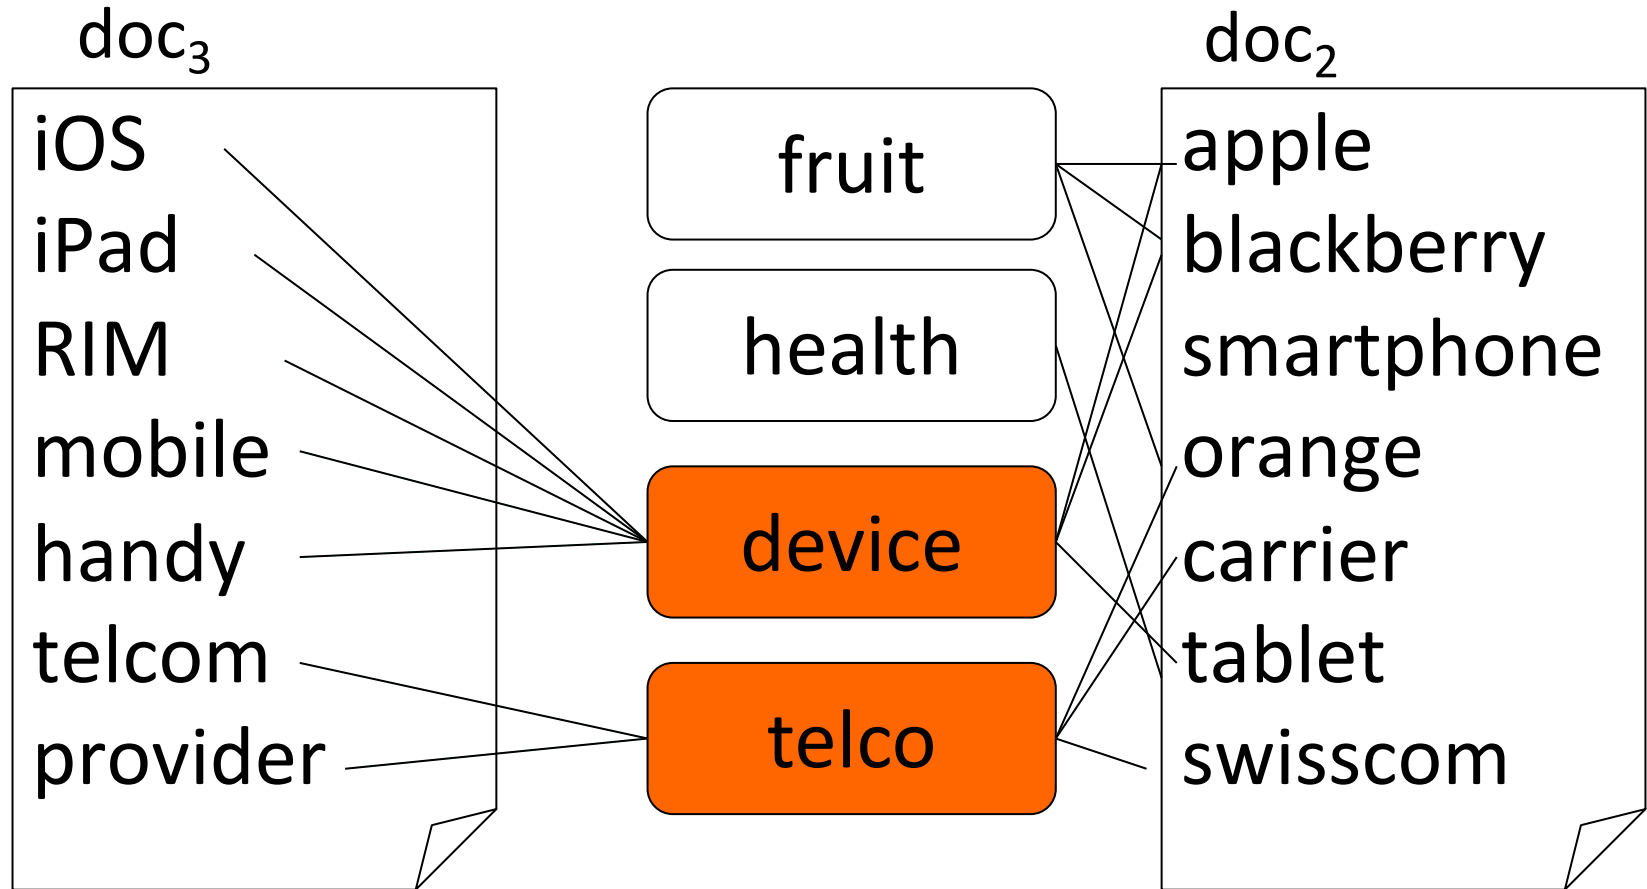 doc3
iOS
iPad
RIM
mobile
handy
telcom
provider
fruit
health
device
telco
doc2
apple
blackberry
smartphone
orange
carrier
tablet
swisscom